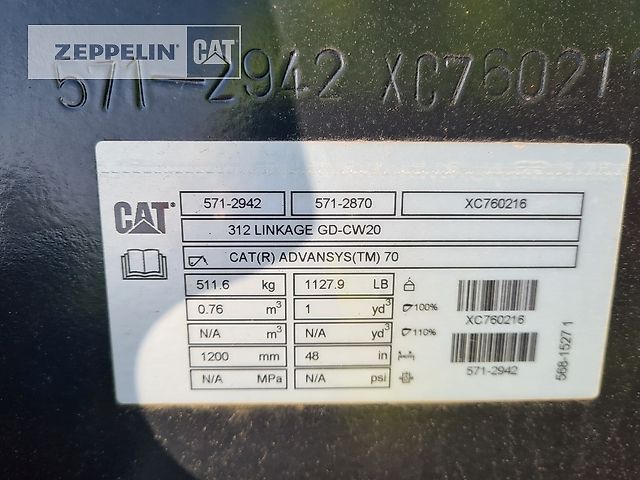 ZEPPELIN CAT
571-2942 XC760211
CAT 571-2942 571-2870 XC760216
312 LINKAGE GD-CW20
CAT(R) ADVANSYS(TM) 70
511.6 kg 1127.9 LB
0.76 m³ 1 yd³ 100%
N/A m³ N/A yd³ 110%
1200 mm 48 in
N/A MPa N/A psi
XC760216
571-2942
568-1527 1